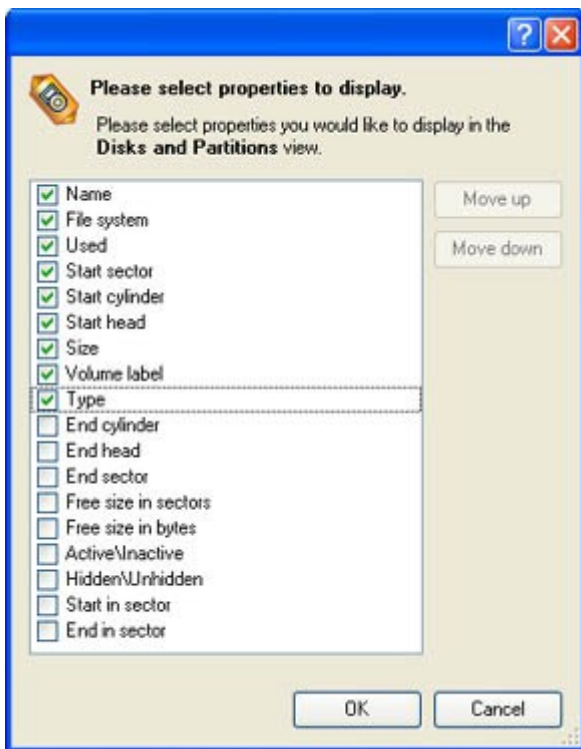 Please select properties to display.
Please select properties you would like to display in the
Disks and Partitions view.
Name
File system
Used
Start sector
Start cylinder
Start head
Size
Volume label
Type
End cylinder
End head
End sector
Free size in sectors
Free size in bytes
Active\Inactive
Hidden\Unhidden
Start in sector
End in sector
Move up
Move down
OK
Cancel